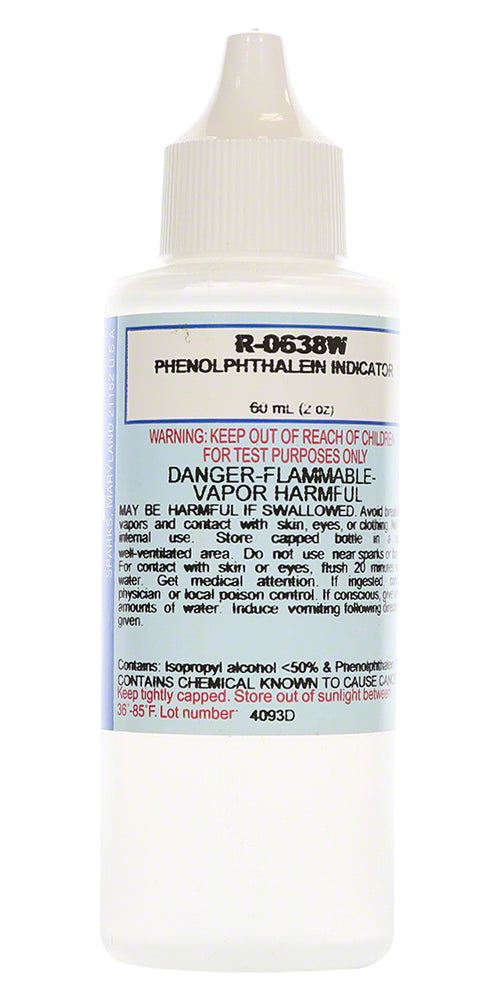 R-0638W
PHENOLPHTHALEIN INDICATOR
60 mL (2 oz)
WARNING: KEEP OUT OF REACH OF CHILDREN
FOR TEST PURPOSES ONLY
DANGER-FLAMMABLE-
VAPOR HARMFUL
MAY BE HARMFUL IF SWALLOWED. Avoid
vapors and contact with skin, eyes, or clothing.
internal use. Store capped bottle in a
well-ventilated area. Do not use near sparks or
For contact with skin or eyes, flush 20 minutes
water. Get medical attention. If ingested,
physician or local poison control. If conscious, give
amounts of water. Induce vomiting following
given.
Contains: Isopropyl alcohol <50% & Phenolphthalein
CONTAINS CHEMICAL KNOWN TO CAUSE CANCER
Keep tightly capped. Store out of sunlight between
36°-85°F. Lot number: 4093D
SPARKS, MARYLAND 21152 U S A